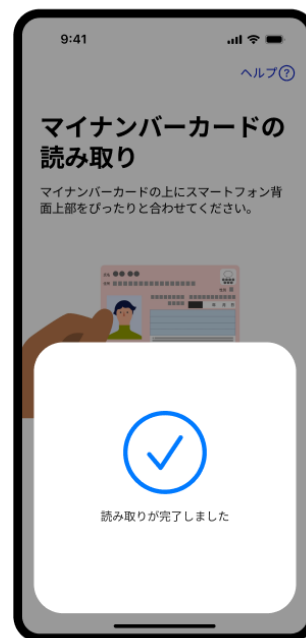 9:41
ヘルプ?
マイナンバーカードの
読み取り
マイナンバーカードの上にスマートフォン背
面上部をぴったりと合わせてください。
読み取りが完了しました